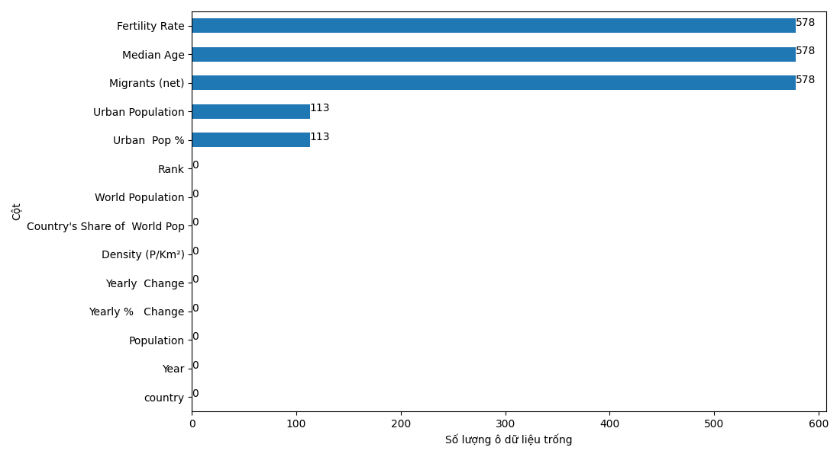 Fertility Rate 578
Median Age 578
Migrants (net) 578
Urban Population 113
Urban  Pop % 113
Rank 0
World Population 0
Cột
Country's Share of  World Pop 0
Density (P/Km²) 0
Yearly  Change 0
Yearly %   Change 0
Population 0
Year 0
country 0
0 100 200 300 400 500 600
Số lượng ô dữ liệu trống